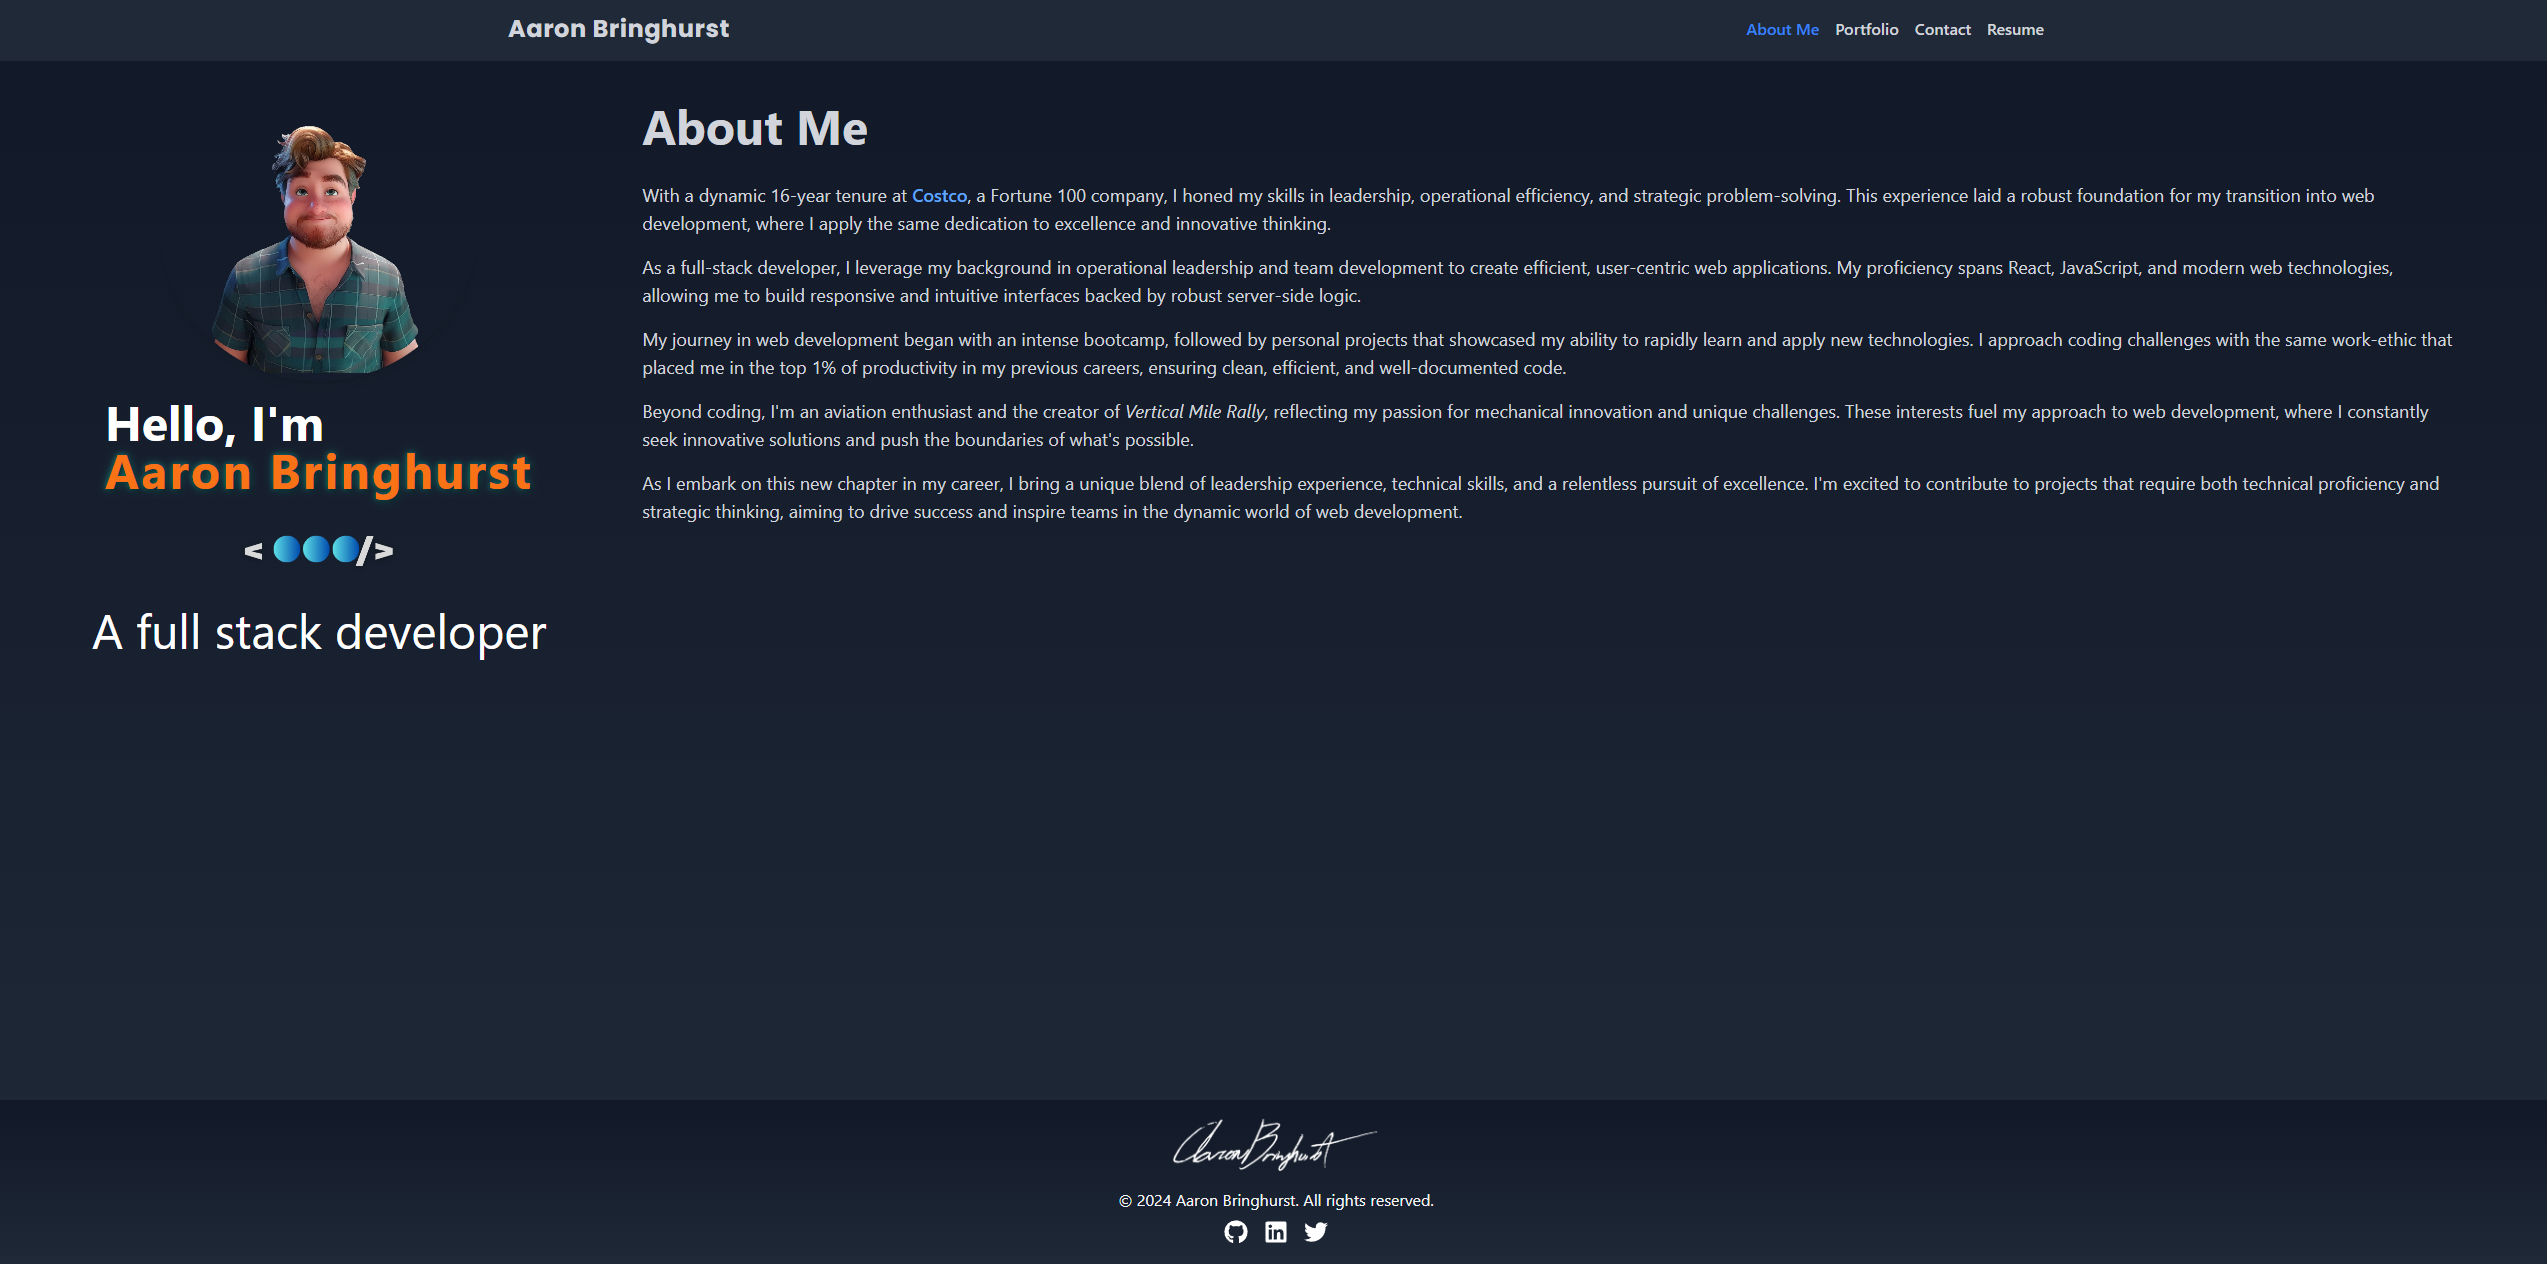 Aaron Bringhurst
About Me Portfolio Contact Resume
Hello, I'm
Aaron Bringhurst
< />
A full stack developer
About Me
With a dynamic 16-year tenure at Costco, a Fortune 100 company, I honed my skills in leadership, operational efficiency, and strategic problem-solving. This experience laid a robust foundation for my transition into web
development, where I apply the same dedication to excellence and innovative thinking.
As a full-stack developer, I leverage my background in operational leadership and team development to create efficient, user-centric web applications. My proficiency spans React, JavaScript, and modern web technologies,
allowing me to build responsive and intuitive interfaces backed by robust server-side logic.
My journey in web development began with an intense bootcamp, followed by personal projects that showcased my ability to rapidly learn and apply new technologies. I approach coding challenges with the same work-ethic that
placed me in the top 1% of productivity in my previous careers, ensuring clean, efficient, and well-documented code.
Beyond coding, I'm an aviation enthusiast and the creator of Vertical Mile Rally, reflecting my passion for mechanical innovation and unique challenges. These interests fuel my approach to web development, where I constantly
seek innovative solutions and push the boundaries of what's possible.
As I embark on this new chapter in my career, I bring a unique blend of leadership experience, technical skills, and a relentless pursuit of excellence. I'm excited to contribute to projects that require both technical proficiency and
strategic thinking, aiming to drive success and inspire teams in the dynamic world of web development.
Aaron Bringhurst
© 2024 Aaron Bringhurst. All rights reserved.
in